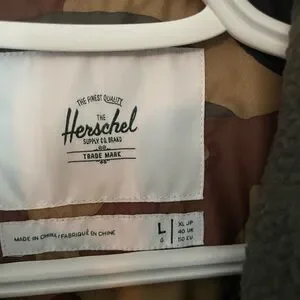 THE FINEST QUALITY
THE
Herschel
SUPPLY CO. BRAND
TRADE MARK
MADE IN CHINA / FABRIQUÉ EN CHINE
L
G
XL JP
40 UK
50 EU